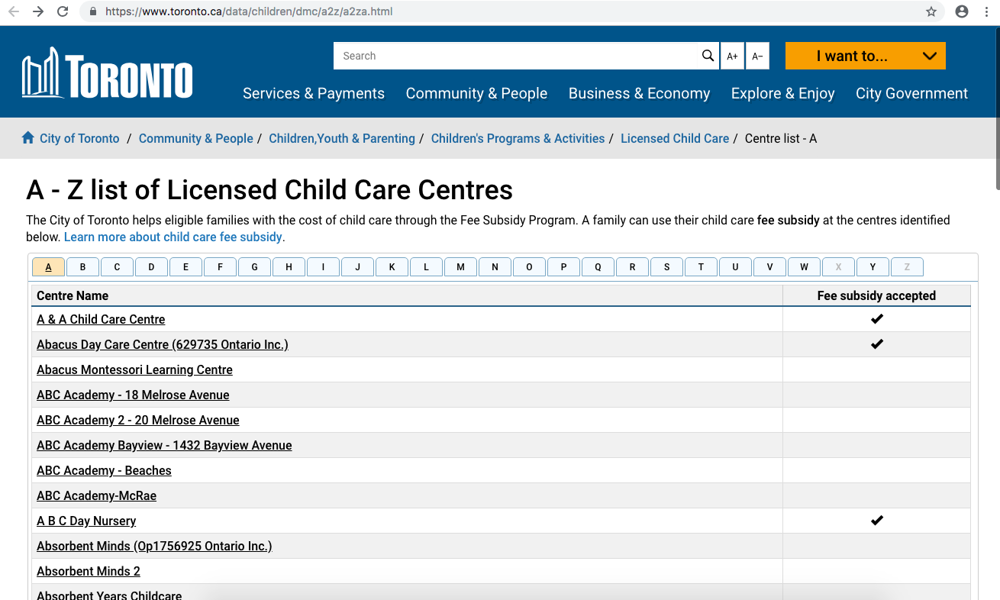 https://www.toronto.ca/data/children/dmc/a2z/a2za.html
TORONTO
Search
A+
A−
I want to...
Services & Payments
Community & People
Business & Economy
Explore & Enjoy
City Government
City of Toronto / Community & People / Children,Youth & Parenting / Children's Programs & Activities / Licensed Child Care / Centre list - A
A - Z list of Licensed Child Care Centres
The City of Toronto helps eligible families with the cost of child care through the Fee Subsidy Program. A family can use their child care fee subsidy at the centres identified
below. Learn more about child care fee subsidy.
A B C D E F G H I J K L M N O P Q R S T U V W X Y Z
Centre Name Fee subsidy accepted
A & A Child Care Centre ✔
Abacus Day Care Centre (629735 Ontario Inc.) ✔
Abacus Montessori Learning Centre
ABC Academy - 18 Melrose Avenue
ABC Academy 2 - 20 Melrose Avenue
ABC Academy Bayview - 1432 Bayview Avenue
ABC Academy - Beaches
ABC Academy-McRae
A B C Day Nursery ✔
Absorbent Minds (Op1756925 Ontario Inc.)
Absorbent Minds 2
Absorbent Years Childcare